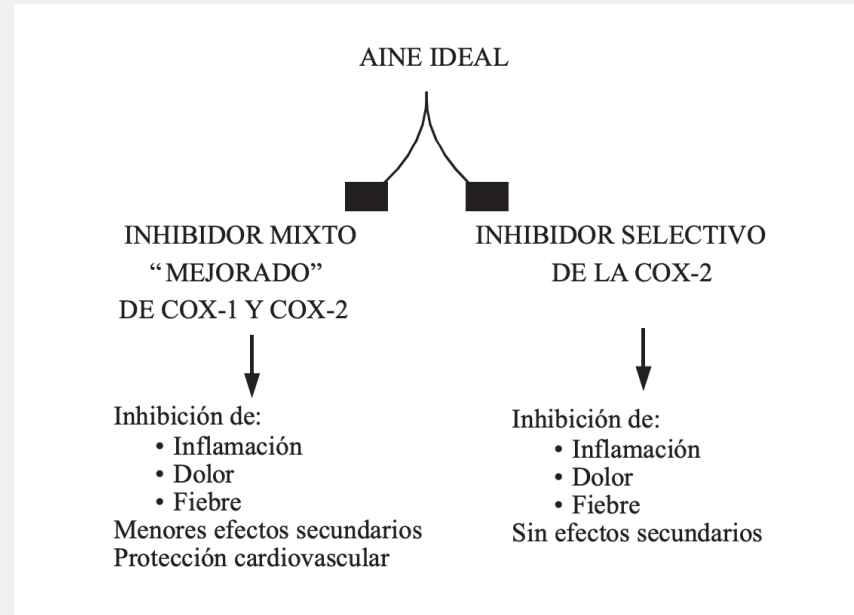 AINE IDEAL
INHIBIDOR MIXTO
“MEJORADO”
DE COX-1 Y COX-2
Inhibición de:
• Inflamación
• Dolor
• Fiebre
Menores efectos secundarios
Protección cardiovascular
INHIBIDOR SELECTIVO
DE LA COX-2
Inhibición de:
• Inflamación
• Dolor
• Fiebre
Sin efectos secundarios